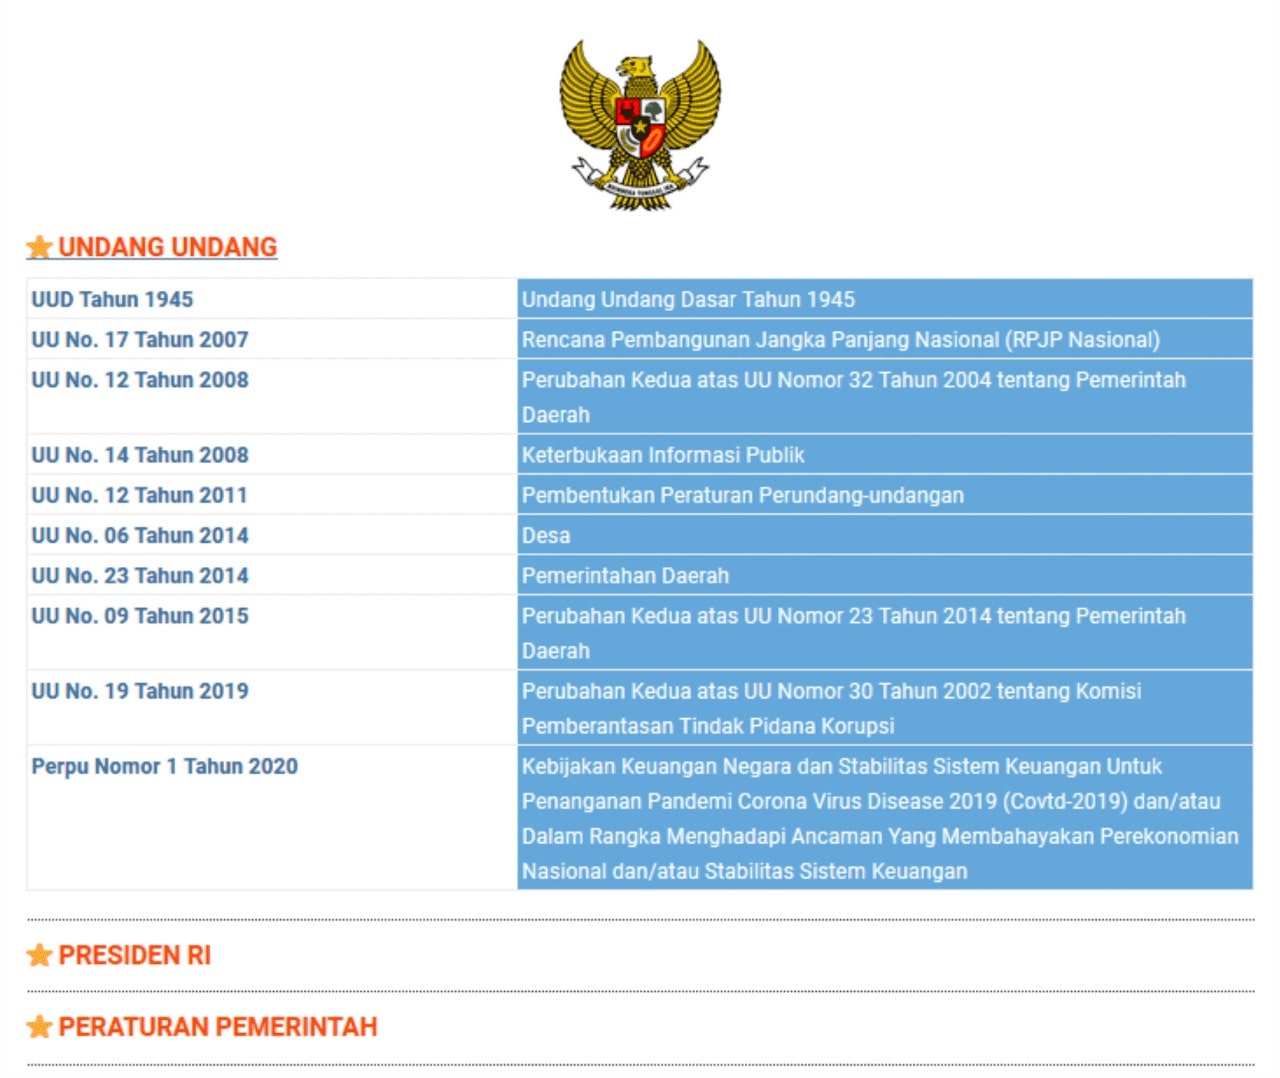 BHINNEKA TUNGGAL IKA
UNDANG UNDANG
UUD Tahun 1945
Undang Undang Dasar Tahun 1945
UU No. 17 Tahun 2007
Rencana Pembangunan Jangka Panjang Nasional (RPJP Nasional)
UU No. 12 Tahun 2008
Perubahan Kedua atas UU Nomor 32 Tahun 2004 tentang Pemerintah
Daerah
UU No. 14 Tahun 2008
Keterbukaan Informasi Publik
UU No. 12 Tahun 2011
Pembentukan Peraturan Perundang-undangan
UU No. 06 Tahun 2014
Desa
UU No. 23 Tahun 2014
Pemerintahan Daerah
UU No. 09 Tahun 2015
Perubahan Kedua atas UU Nomor 23 Tahun 2014 tentang Pemerintah
Daerah
UU No. 19 Tahun 2019
Perubahan Kedua atas UU Nomor 30 Tahun 2002 tentang Komisi
Pemberantasan Tindak Pidana Korupsi
Perpu Nomor 1 Tahun 2020
Kebijakan Keuangan Negara dan Stabilitas Sistem Keuangan Untuk
Penanganan Pandemi Corona Virus Disease 2019 (Covtd-2019) dan/atau
Dalam Rangka Menghadapi Ancaman Yang Membahayakan Perekonomian
Nasional dan/atau Stabilitas Sistem Keuangan
PRESIDEN RI
PERATURAN PEMERINTAH